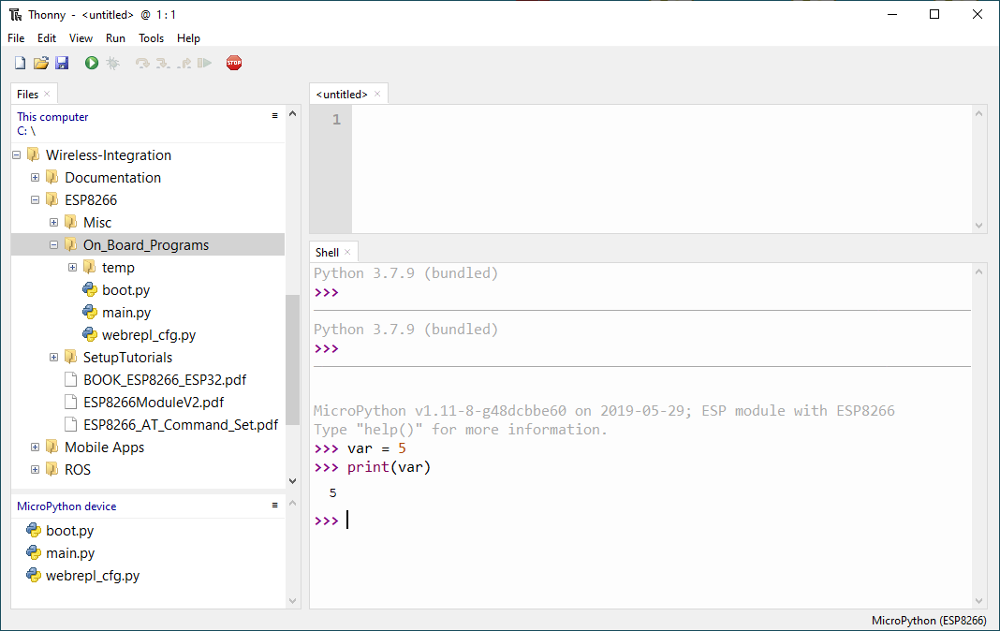 Thonny - <untitled> @ 1 : 1
File Edit View Run Tools Help
STOP
Files
This computer
C: \
Wireless-Integration
Documentation
ESP8266
Misc
On_Board_Programs
temp
boot.py
main.py
webrepl_cfg.py
SetupTutorials
BOOK_ESP8266_ESP32.pdf
ESP8266ModuleV2.pdf
ESP8266_AT_Command_Set.pdf
Mobile Apps
ROS
MicroPython device
boot.py
main.py
webrepl_cfg.py
<untitled>
1
Shell
Python 3.7.9 (bundled)
>>>
Python 3.7.9 (bundled)
>>>
MicroPython v1.11-8-g48dcbbe60 on 2019-05-29; ESP module with ESP8266
Type "help()" for more information.
>>> var = 5
>>> print(var)
5
>>>
MicroPython (ESP8266)